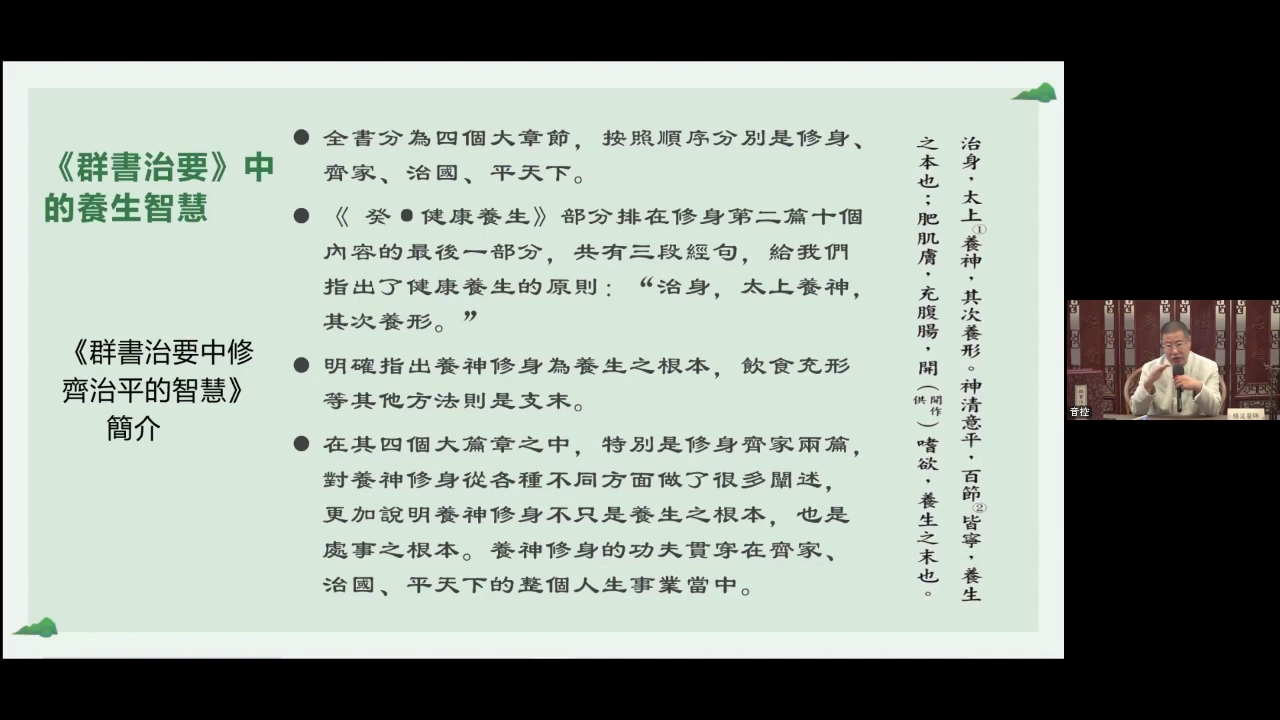 《群書治要》中
的養生智慧
《群書治要中修
齊治平的智慧》
簡介
● 全書分為四個大章節，按照順序分別是修身、
齊家、治國、平天下。
● 《 癸●健康養生》部分排在修身第二篇十個
內容的最後一部分，共有三段經句，給我們
指出了健康養生的原則：“治身，太上養神，
其次養形。”
● 明確指出養神修身為養生之根本，飲食充形
等其他方法則是支末。
● 在其四個大篇章之中，特別是修身齊家兩篇，
對養神修身從各種不同方面做了很多闡述，
更加說明養神修身不只是養生之根本，也是
處事之根本。養神修身的功夫貫穿在齊家、
治國、平天下的整個人生事業當中。
治身，太上①養神，其次養形。神清意平，百節②皆寧，養生
之本也；肥肌膚，充腹腸，開（開作供）嗜欲，養生之末也。
音控